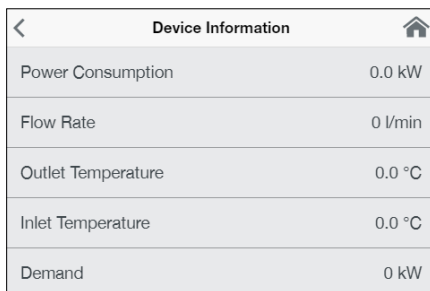 Device Information
Power Consumption 0.0 kW
Flow Rate 0 l/min
Outlet Temperature 0.0 °C
Inlet Temperature 0.0 °C
Demand 0 kW